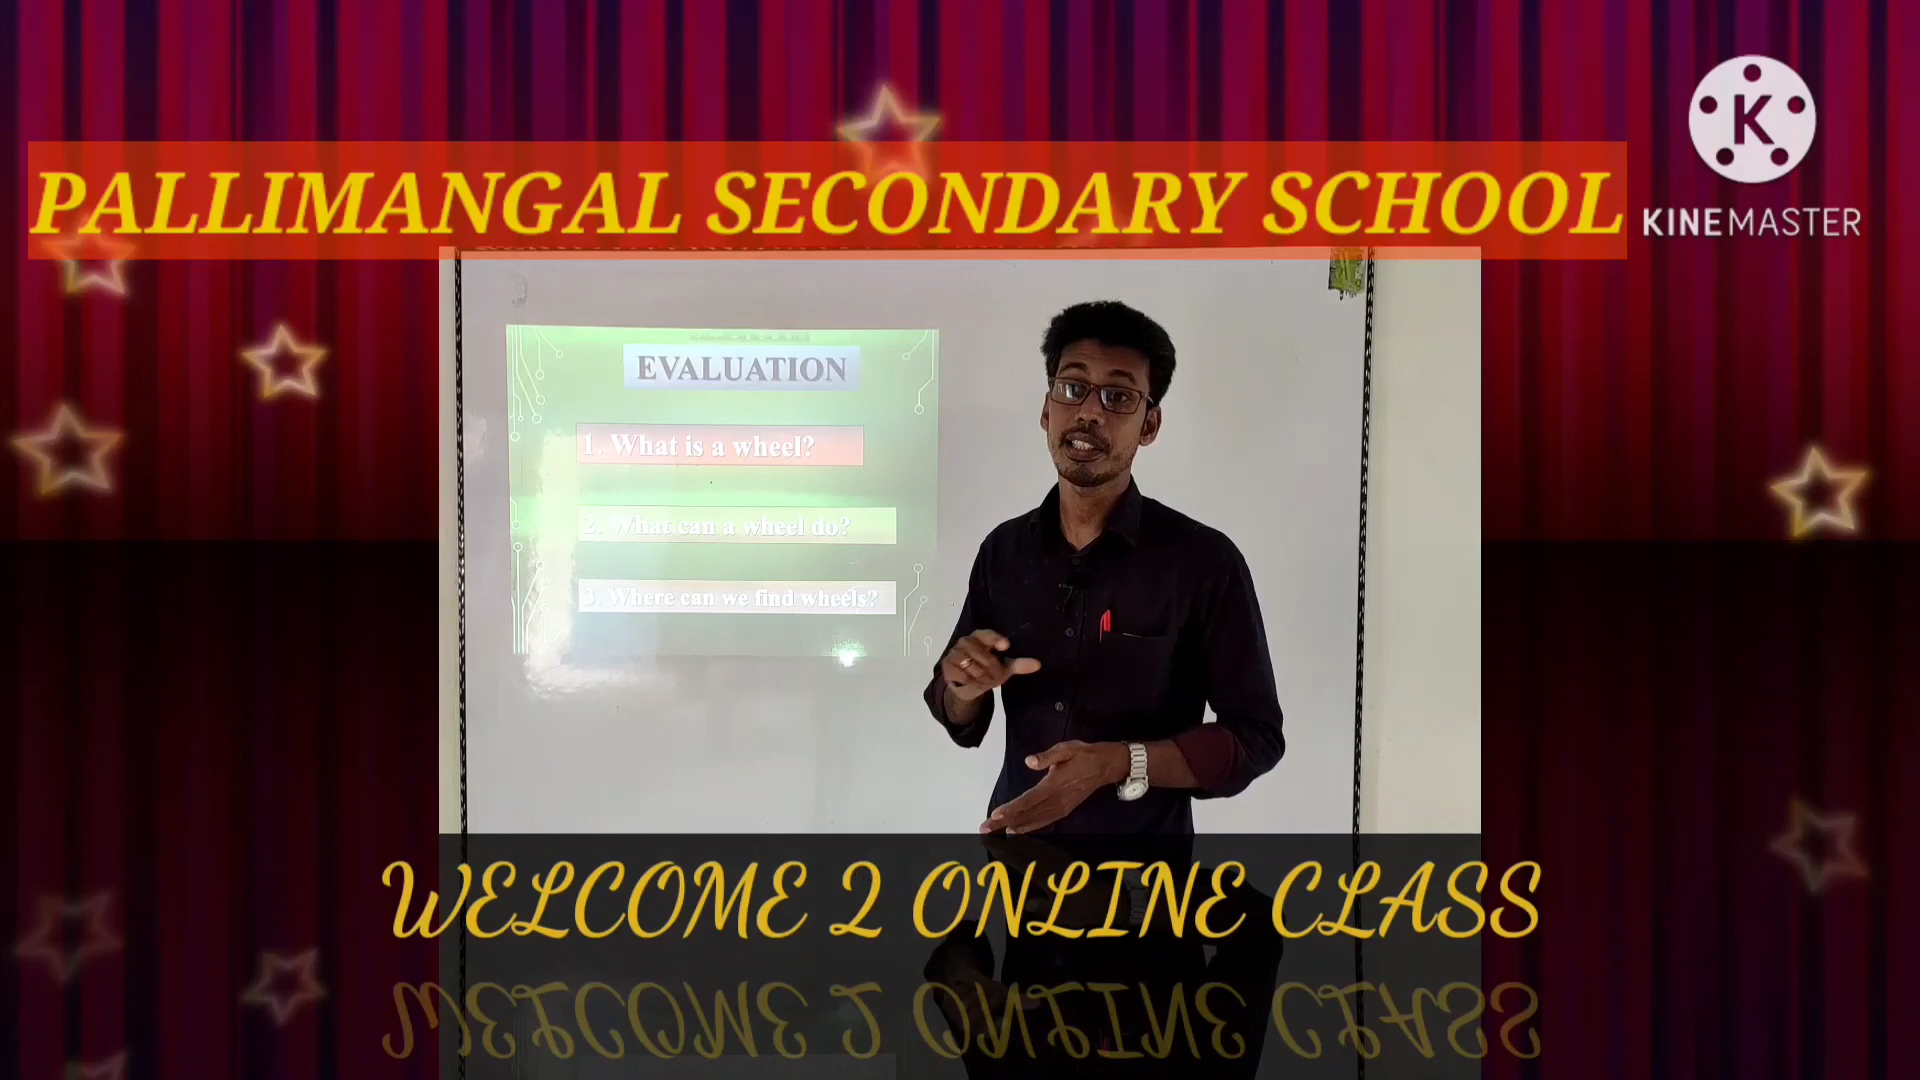 PALLIMANGAL SECONDARY SCHOOL
K
KINEMASTER
EVALUATION
1. What is a wheel?
2. What can a wheel do?
3. Where can we find wheels?
WELCOME 2 ONLINE CLASS